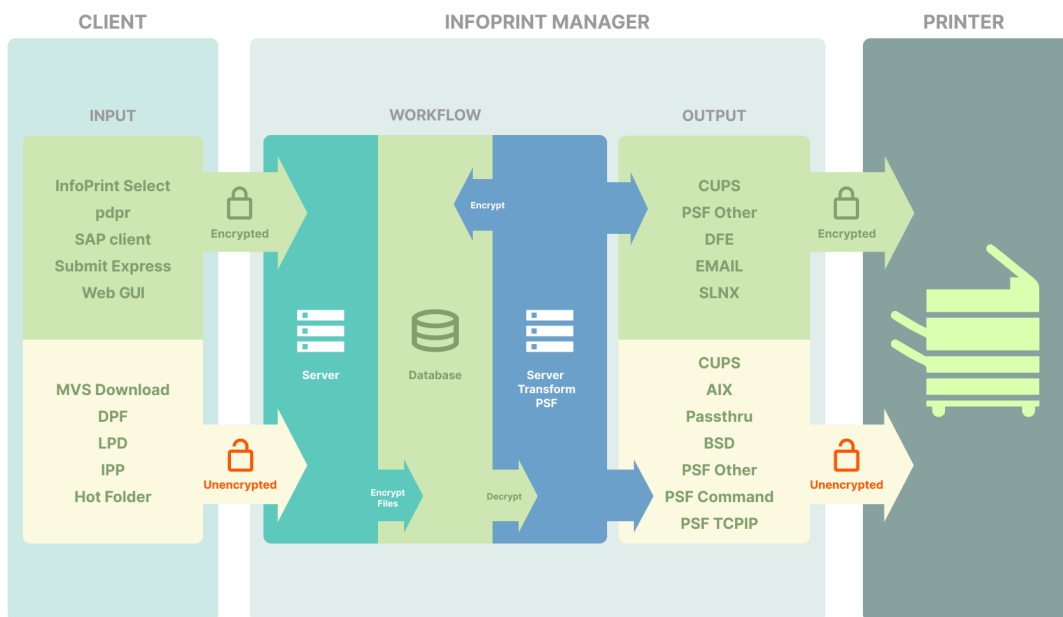 CLIENT
INFOPRINT MANAGER
PRINTER
INPUT
WORKFLOW
OUTPUT
InfoPrint Select
pdpr
SAP client
Submit Express
Web GUI
Encrypted
MVS Download
DPF
LPD
IPP
Hot Folder
Unencrypted
Server
Encrypt
Files
Database
Encrypt
Decrypt
Server
Transform
PSF
CUPS
PSF Other
DFE
EMAIL
SLNX
Encrypted
CUPS
AIX
Passthru
BSD
PSF Other
PSF Command
PSF TCPIP
Unencrypted